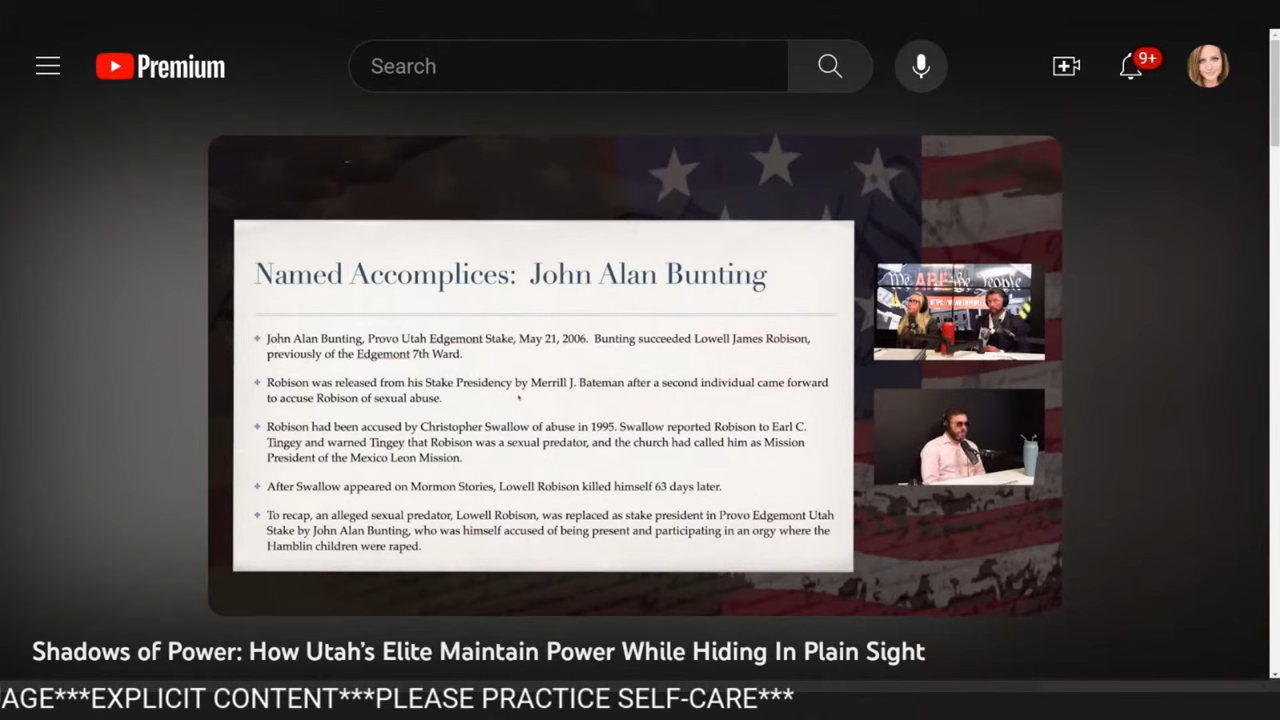 Premium
Search
9+
Named Accomplices: John Alan Bunting
John Alan Bunting, Provo Utah Edgemont Stake, May 21, 2006. Bunting succeeded Lowell James Robison,
previously of the Edgemont 7th Ward.
Robison was released from his Stake Presidency by Merrill J. Bateman after a second individual came forward
to accuse Robison of sexual abuse.
Robison had been accused by Christopher Swallow of abuse in 1995. Swallow reported Robison to Earl C.
Tingey and warned Tingey that Robison was a sexual predator, and the church had called him as Mission
President of the Mexico Leon Mission.
After Swallow appeared on Mormon Stories, Lowell Robison killed himself 63 days later.
To recap, an alleged sexual predator, Lowell Robison, was replaced as stake president in Provo Edgemont Utah
Stake by John Alan Bunting, who was himself accused of being present and participating in an orgy where the
Hamblin children were raped.
We ARE the People
Shadows of Power: How Utah's Elite Maintain Power While Hiding In Plain Sight
UAGE***EXPLICIT CONTENT***PLEASE PRACTICE SELF-CARE***